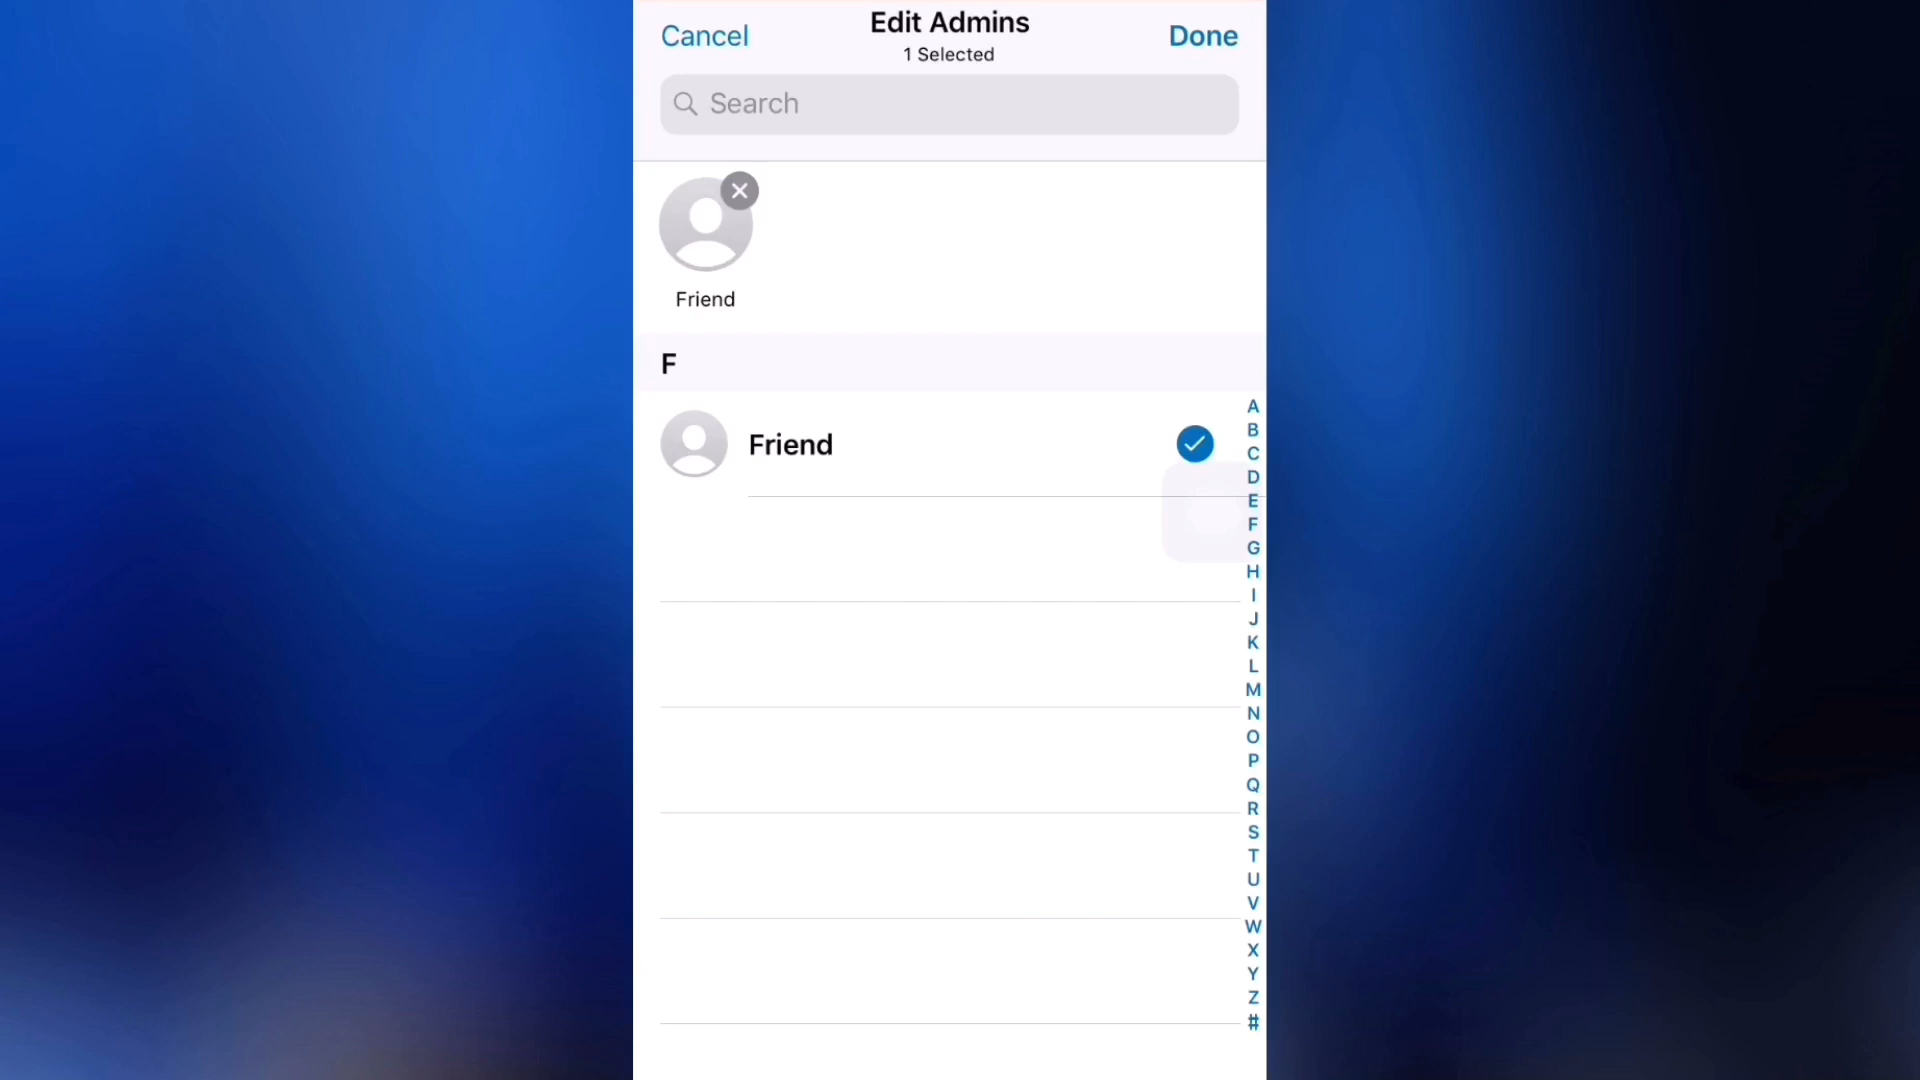 Cancel
Edit Admins
Done
1 Selected
Search
Friend
F
Friend
A
B
C
D
E
F
G
H
I
J
K
L
M
N
O
P
Q
R
S
T
U
V
W
X
Y
Z
#